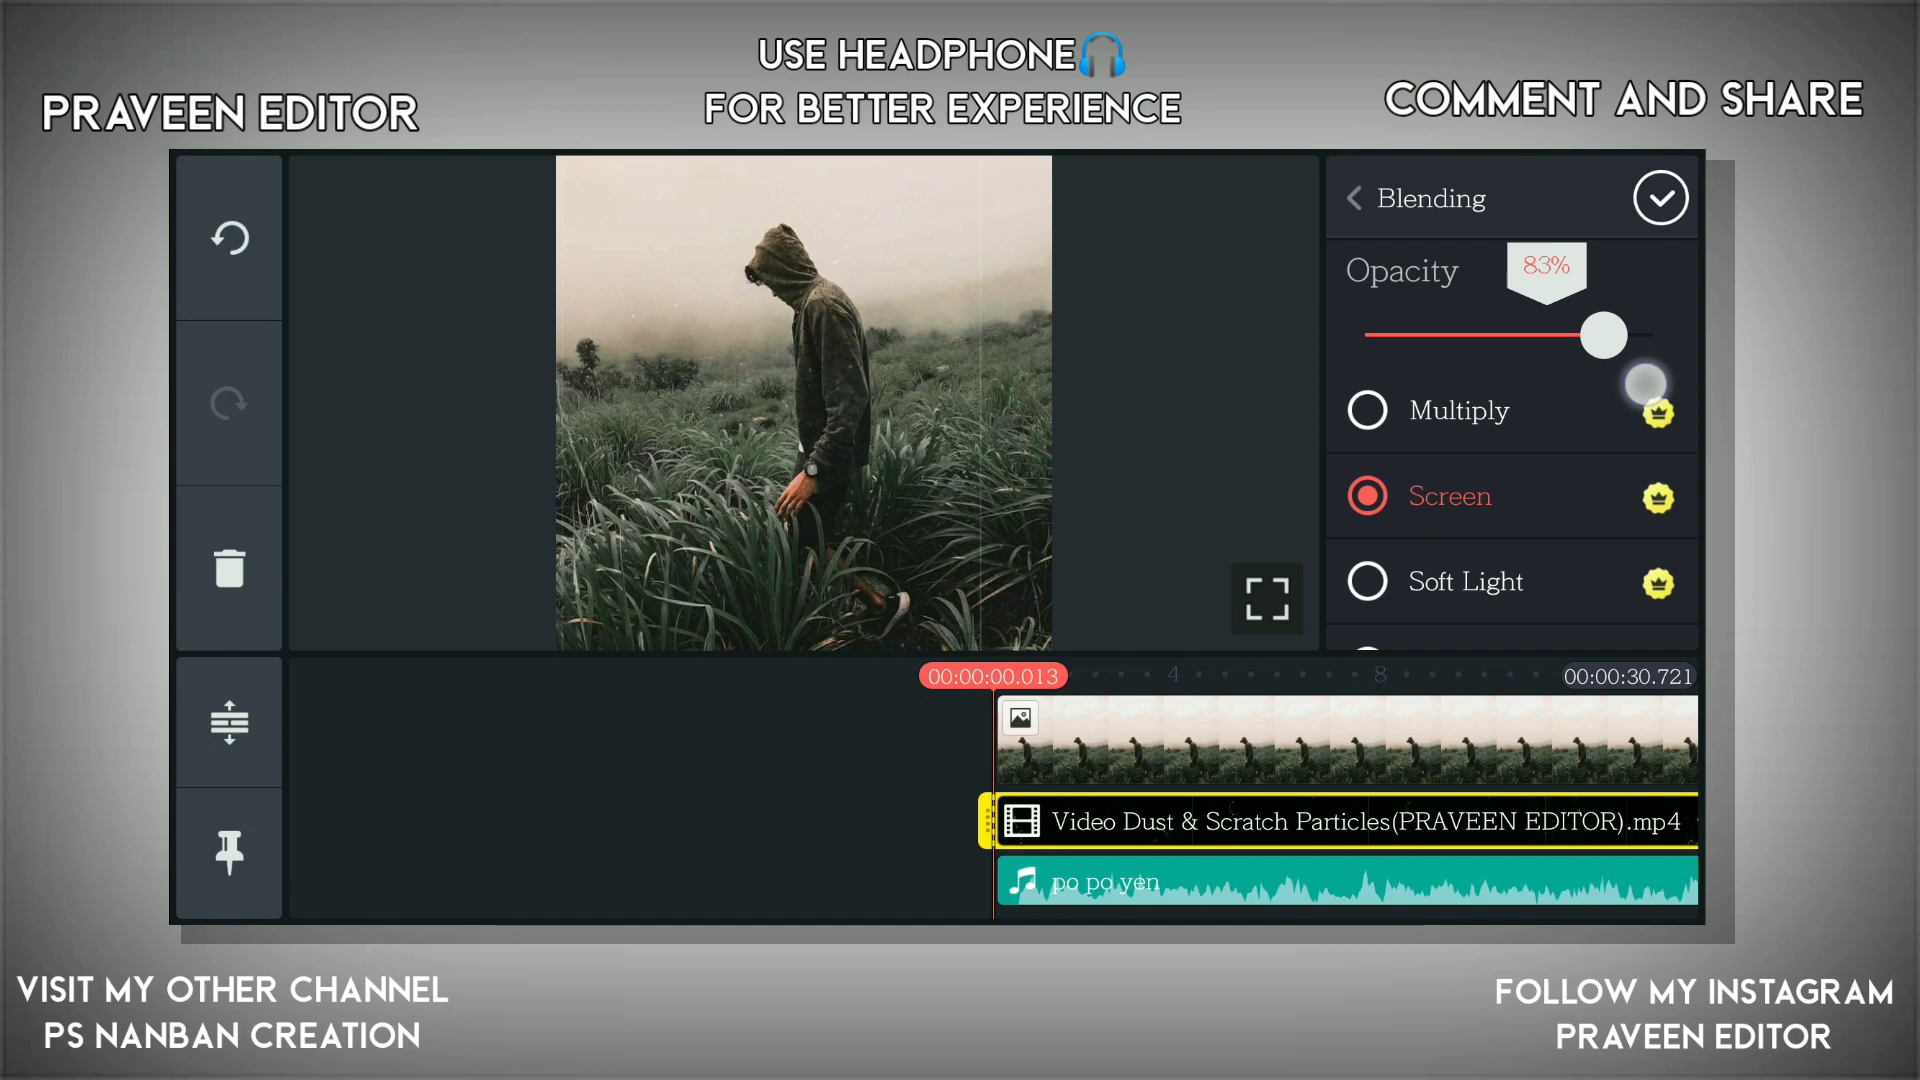 USE HEADPHONE🎧
FOR BETTER EXPERIENCE
PRAVEEN EDITOR
COMMENT AND SHARE
Blending
Opacity
83%
Multiply
Screen
Soft Light
00:00:00.013
4
8
00:00:30.721
Video Dust & Scratch Particles(PRAVEEN EDITOR).mp4
po po yen
VISIT MY OTHER CHANNEL
PS NANBAN CREATION
FOLLOW MY INSTAGRAM
PRAVEEN EDITOR